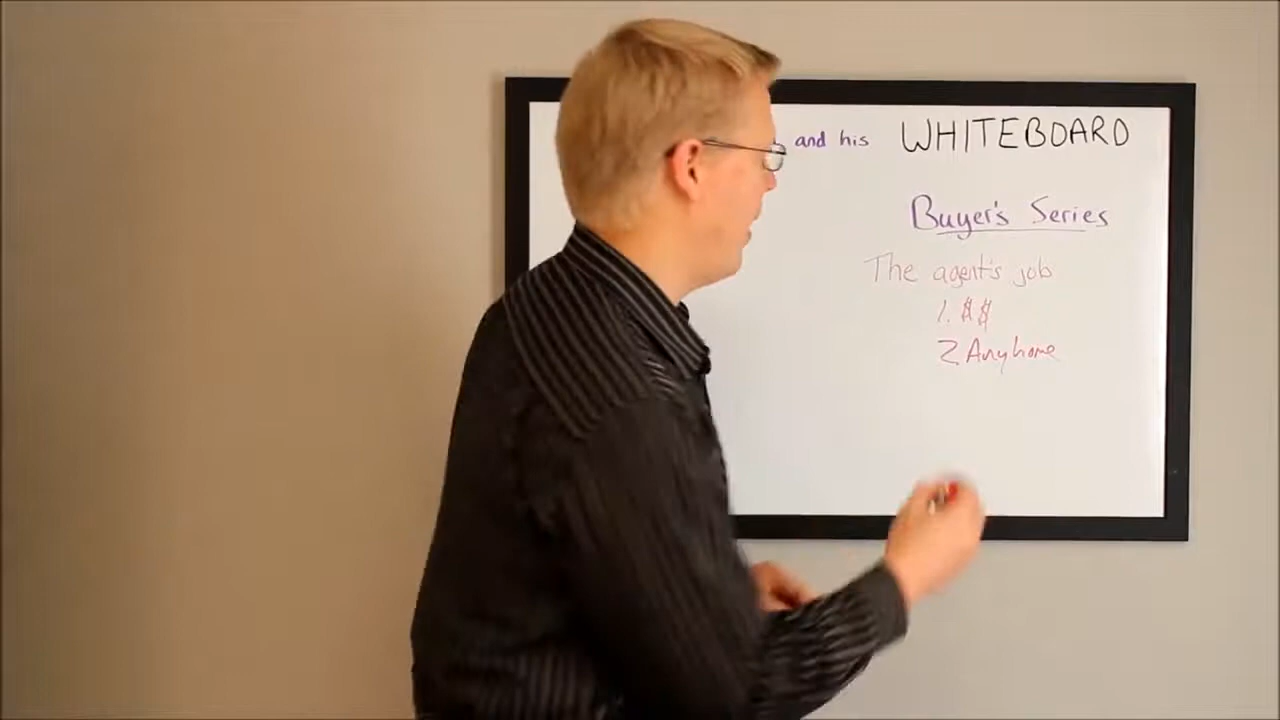 and his WHITEBOARD
Buyer's Series
The agent's job
1. $$
2 Any home